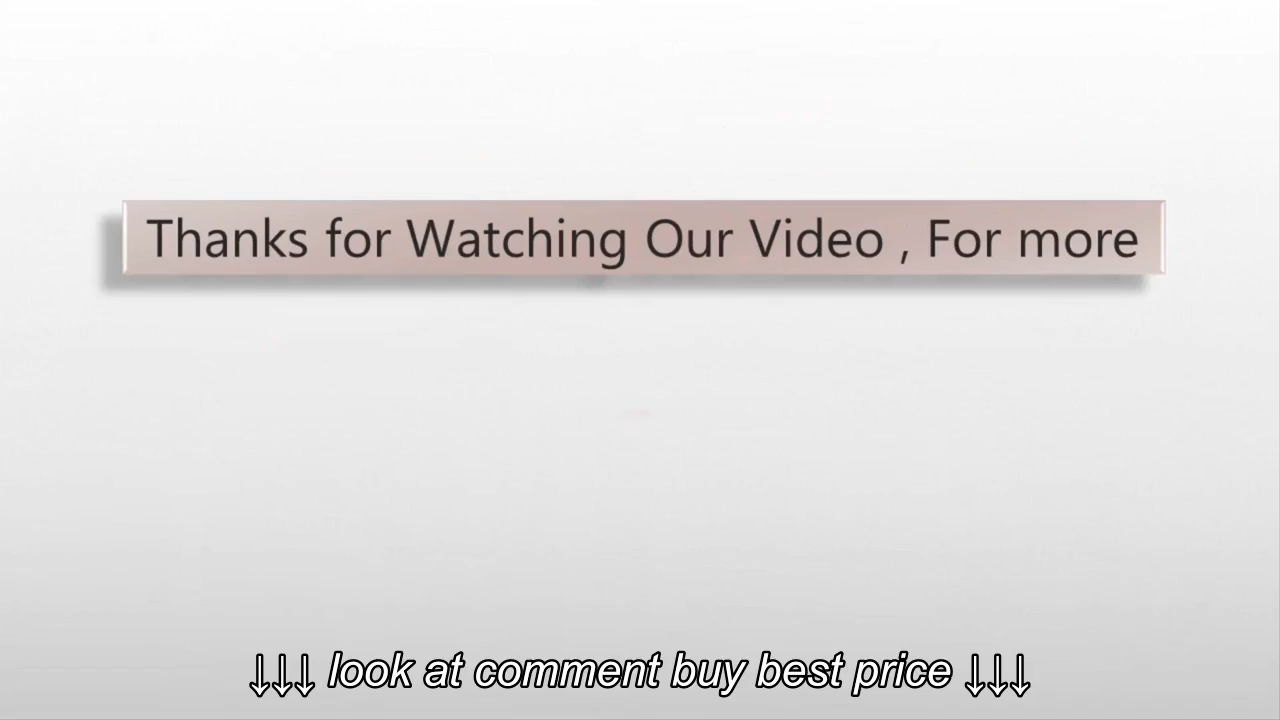 Thanks for Watching Our Video , For more
↓↓↓ look at comment buy best price ↓↓↓